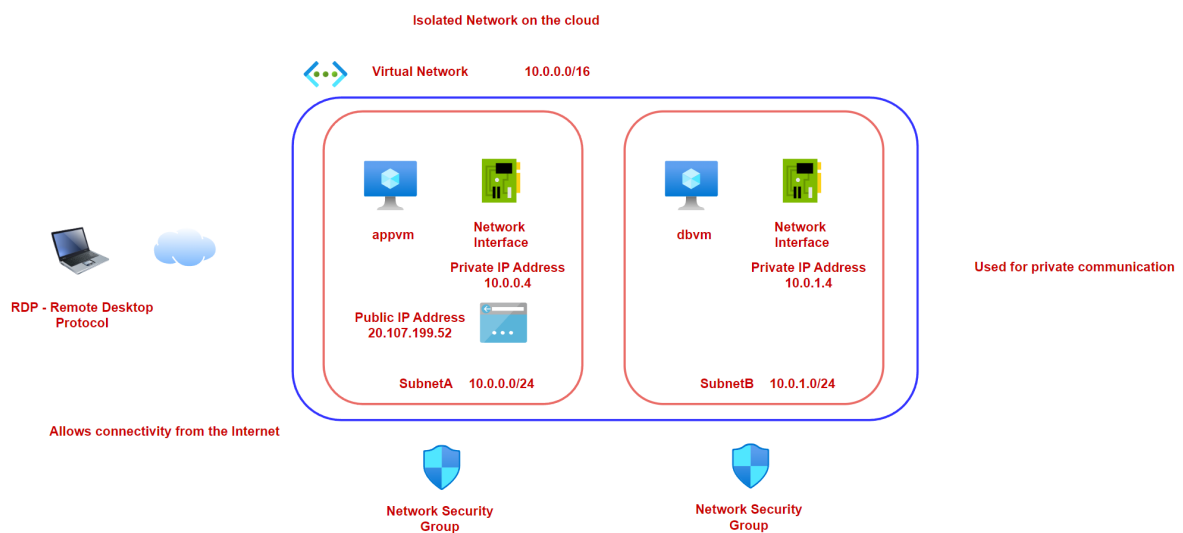 Isolated Network on the cloud
Virtual Network 10.0.0.0/16
appvm
Network
Interface
Private IP Address
10.0.0.4
Public IP Address
20.107.199.52
SubnetA 10.0.0.0/24
dbvm
Network
Interface
Private IP Address
10.0.1.4
SubnetB 10.0.1.0/24
RDP - Remote Desktop
Protocol
Used for private communication
Allows connectivity from the Internet
Network Security
Group
Network Security
Group